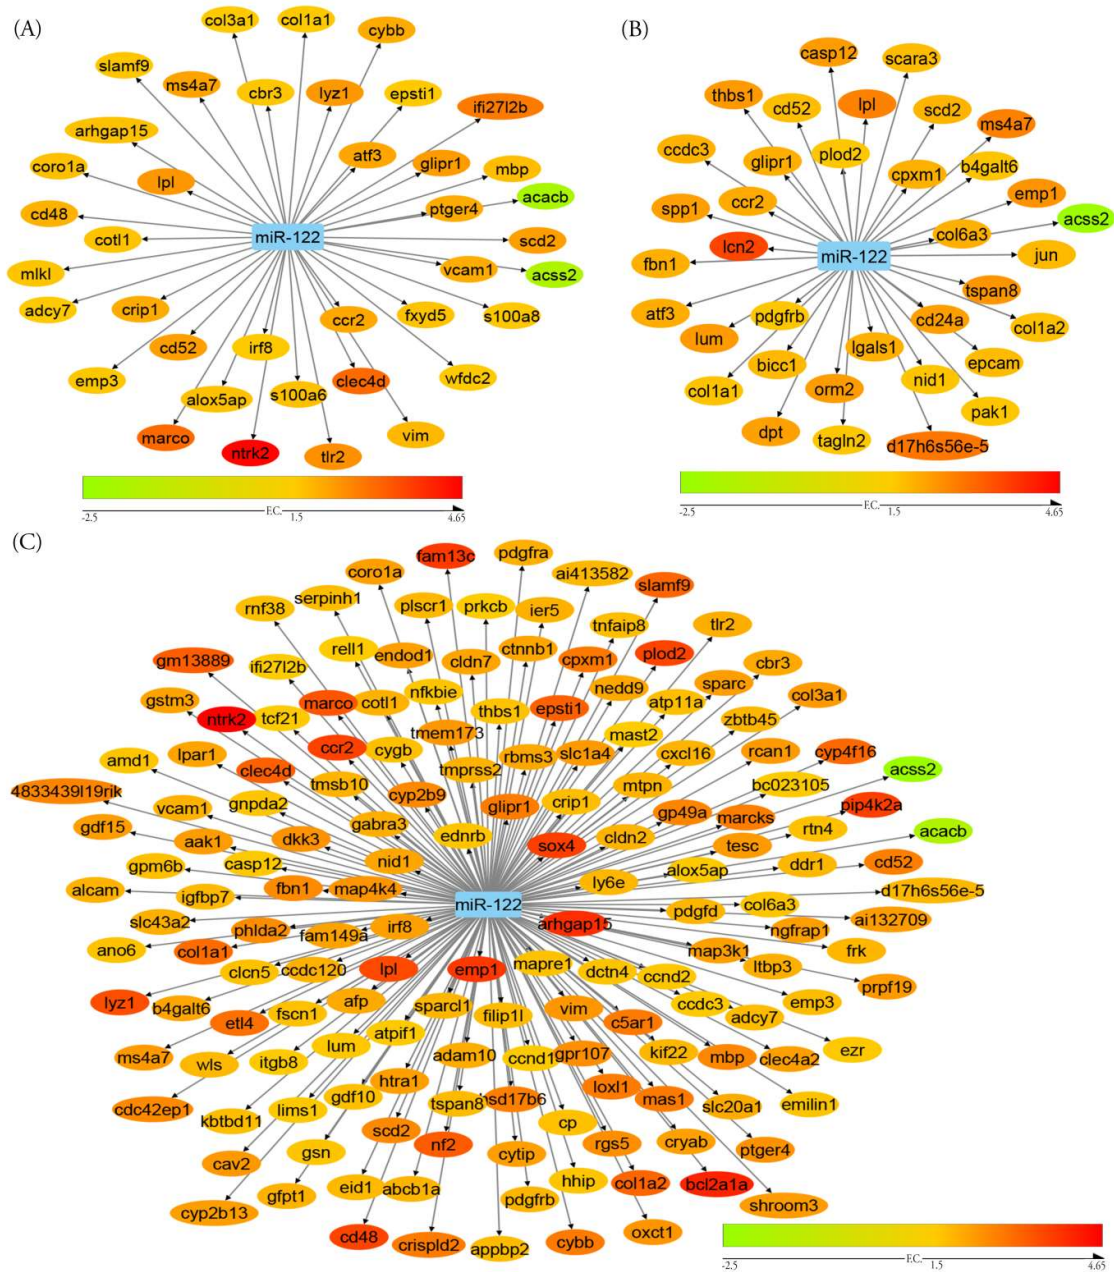 (A)
col3a1
col1a1
cybb
slamf9
ms4a7
cbr3
lyz1
epsti1
ifi27l2b
arhgap15
atf3
glipr1
coro1a
lpl
mbp
acacb
cd48
ptger4
miR-122
cotl1
scd2
mlkl
vcam1
acss2
adcy7
crip1
ccr2
fxyd5
s100a8
cd52
irf8
emp3
clec4d
wfdc2
alox5ap
s100a6
marco
vim
ntrk2
tlr2
-2.5
F.C.
1.5
4.65
(B)
casp12
scara3
thbs1
cd52
lpl
scd2
ms4a7
ccdc3
glipr1
plod2
cpxm1
b4galt6
spp1
ccr2
emp1
acss2
lcn2
col6a3
fbn1
miR-122
jun
tspan8
atf3
pdgfrb
cd24a
col1a2
lum
lgals1
epcam
bicc1
col1a1
orm2
nid1
pak1
dpt
tagln2
d17h6s56e-5
-2.5
F.C.
1.5
4.65
(C)
fam13c
pdgfra
coro1a
ai413582
slamf9
serpinh1
plscr1
prkcb
ier5
rnf38
tnfaip8
tlr2
rell1
endod1
cldn7
ctnnb1
cpxm1
plod2
gm13889
ifi27l2b
cbr3
gstm3
marco
cotl1
nfkbie
nedd9
sparc
col3a1
ntrk2
tcf21
thbs1
epsti1
atp11a
zbtb45
tmem173
mast2
ccr2
cygb
rbms3
slc1a4
cxcl16
rcan1
cyp4f16
amd1
lpar1
clec4d
tmprss2
acss2
tmsb10
cyp2b9
mtpn
bc023105
4833439l19rik
vcam1
gnpda2
glipr1
crip1
gp49a
pip4k2a
gdf15
gabra3
marcks
rtn4
acacb
aak1
dkk3
ednrb
sox4
cldn2
tesc
gpm6b
casp12
nid1
alox5ap
ddr1
cd52
alcam
igfbp7
fbn1
map4k4
ly6e
d17h6s56e-5
miR-122
col6a3
slc43a2
phlda2
irf8
arhgap15
pdgfd
ai132709
fam149a
ngfrap1
ano6
col1a1
map3k1
frk
clcn5
ccdc120
lpl
emp1
mapre1
dctn4
ccnd2
ltbp3
prpf19
lyz1
b4galt6
afp
sparcl1
ccdc3
emp3
fscn1
filip1l
vim
adcy7
etl4
c5ar1
atpif1
ms4a7
itgb8
lum
adam10
ccnd1
gpr107
kif22
mbp
clec4a2
ezr
wls
htra1
loxl1
cdc42ep1
gdf10
tspan8
hsd17b6
mas1
slc20a1
emilin1
kbtbd11
lims1
cp
scd2
nf2
rgs5
cryab
ptger4
cav2
gsn
cytip
hhip
col1a2
bcl2a1a
gfpt1
eid1
abcb1a
pdgfrb
cyp2b13
shroom3
cd48
crispld2
appbp2
cybb
oxct1
-2.5
F.C.
1.5
4.65